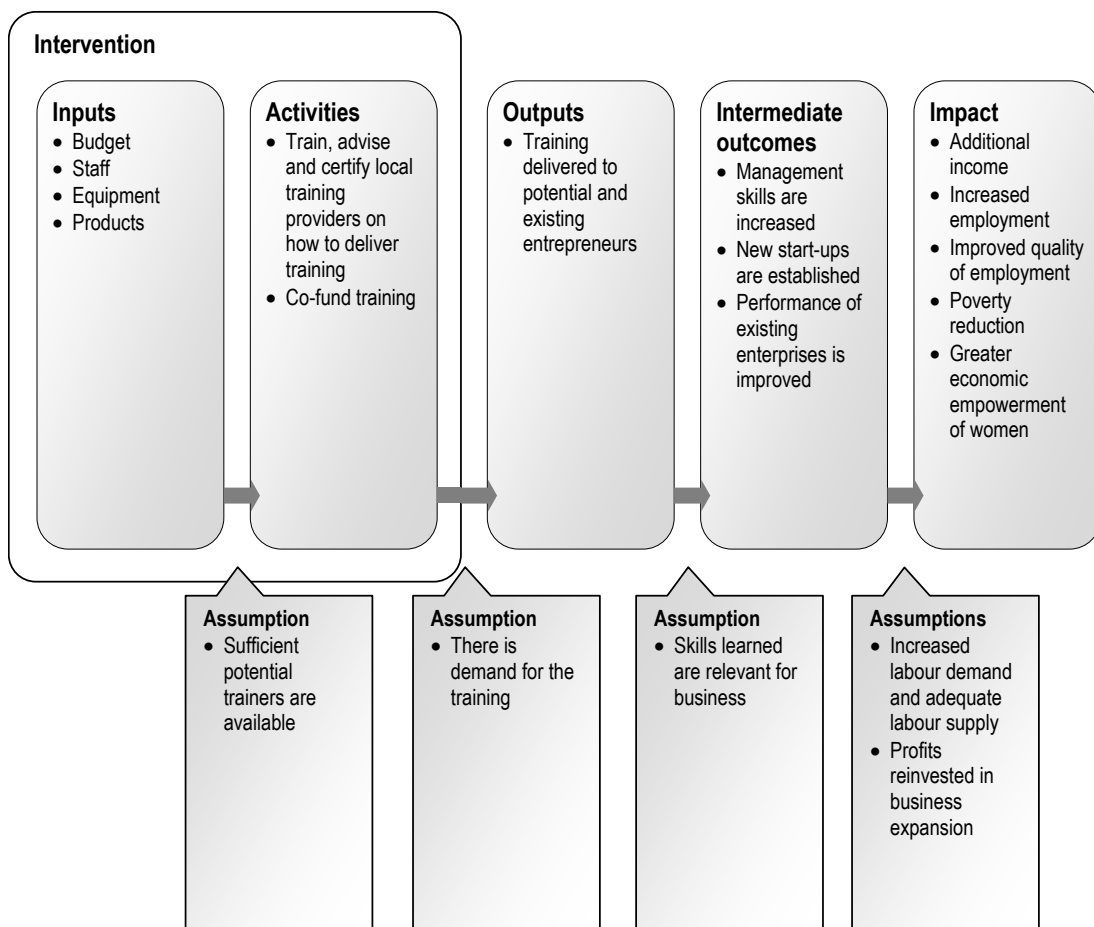 Intervention
Inputs
• Budget
• Staff
• Equipment
• Products
Activities
• Train, advise
and certify local
training
providers on
how to deliver
training
• Co-fund training
Outputs
• Training
delivered to
potential and
existing
entrepreneurs
Intermediate
outcomes
• Management
skills are
increased
• New start-ups
are established
• Performance of
existing
enterprises is
improved
Impact
• Additional
income
• Increased
employment
• Improved quality
of employment
• Poverty
reduction
• Greater
economic
empowerment
of women
Assumption
• Sufficient
potential
trainers are
available
Assumption
• There is
demand for the
training
Assumption
• Skills learned
are relevant for
business
Assumptions
• Increased
labour demand
and adequate
labour supply
• Profits
reinvested in
business
expansion